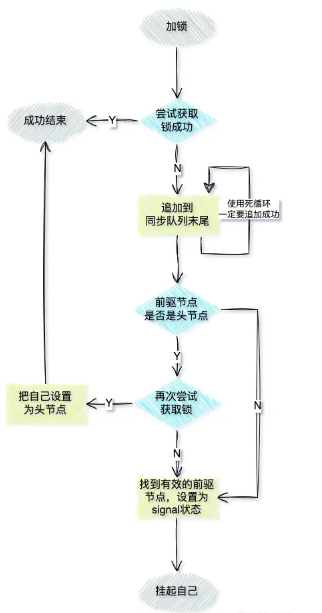 加锁
尝试获取
锁成功
Y
成功结束
N
追加到
同步队列末尾
使用死循环
一定要追加成功
前驱节点
是否是头节点
Y
N
再次尝试
获取锁
Y
把自己设置
为头节点
N
找到有效的前驱
节点，设置为
signal状态
挂起自己